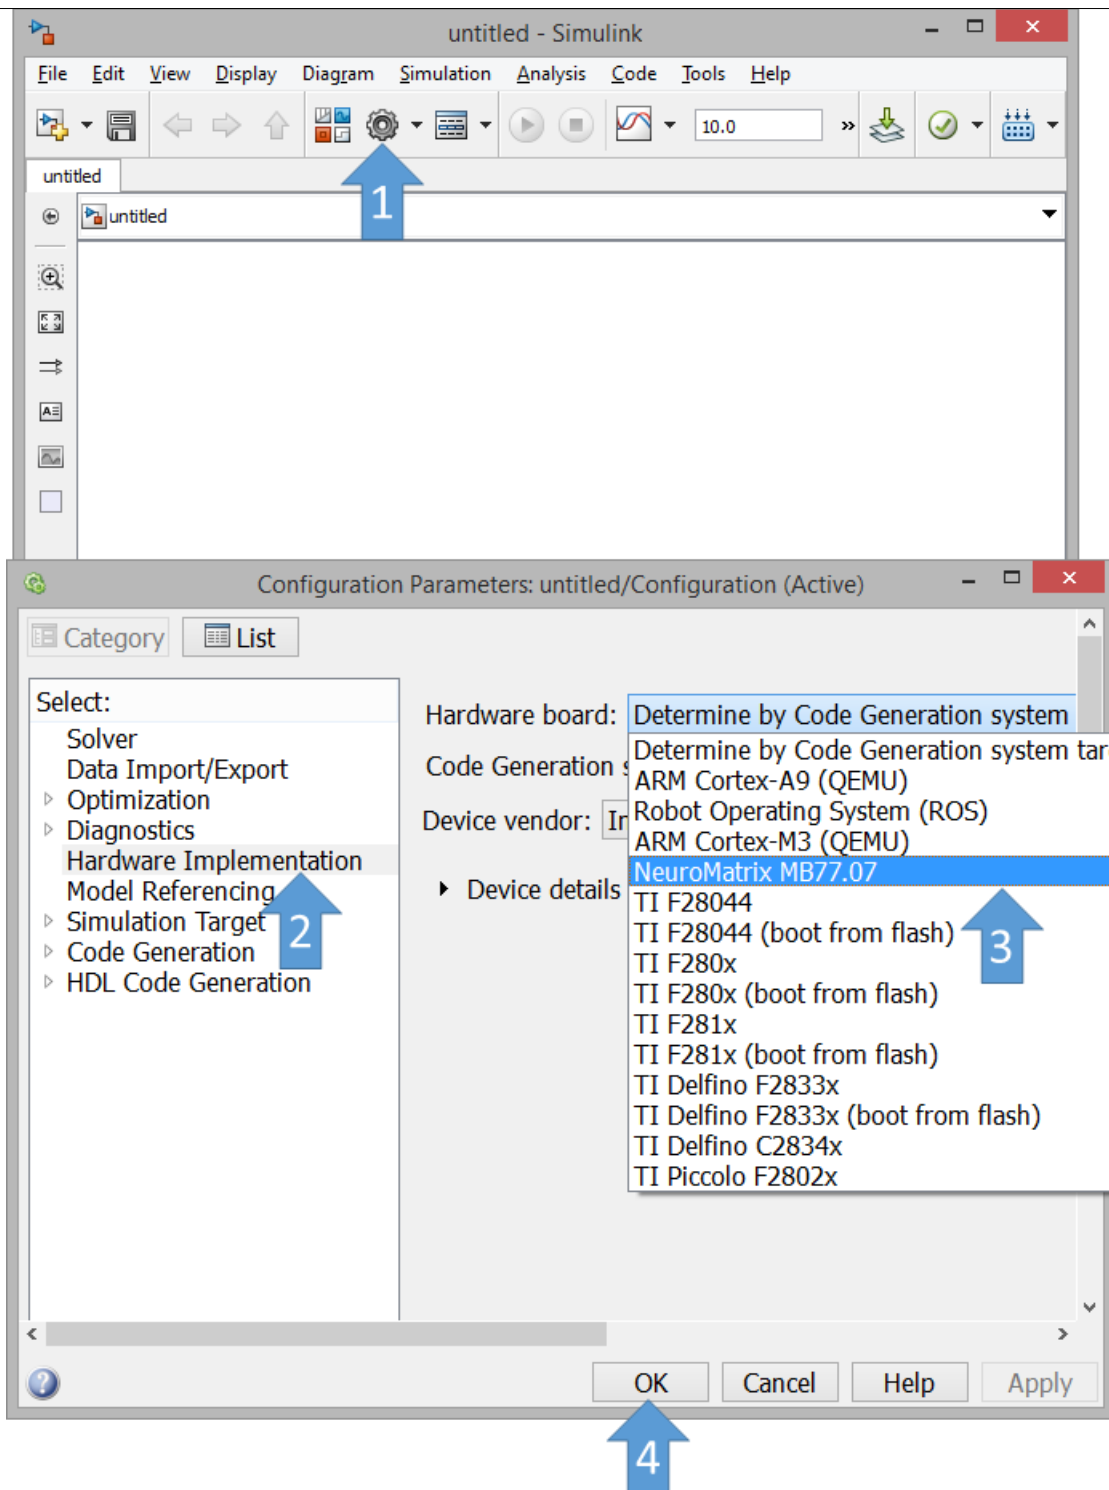 untitled - Simulink
File Edit View Display Diagram Simulation Analysis Code Tools Help
10.0 »
untitled
1
untitled
Configuration Parameters: untitled/Configuration (Active)
Category List
Select:
Solver
Data Import/Export
Optimization
Diagnostics
Hardware Implementation
Model Referencing
Simulation Target
Code Generation
HDL Code Generation
2
Hardware board: Determine by Code Generation system
Code Generation s
Device vendor: In
Device details
Determine by Code Generation system tar
ARM Cortex-A9 (QEMU)
Robot Operating System (ROS)
ARM Cortex-M3 (QEMU)
NeuroMatrix MB77.07
TI F28044
TI F28044 (boot from flash)
3
TI F280x
TI F280x (boot from flash)
TI F281x
TI F281x (boot from flash)
TI Delfino F2833x
TI Delfino F2833x (boot from flash)
TI Delfino C2834x
TI Piccolo F2802x
OK Cancel Help Apply
4